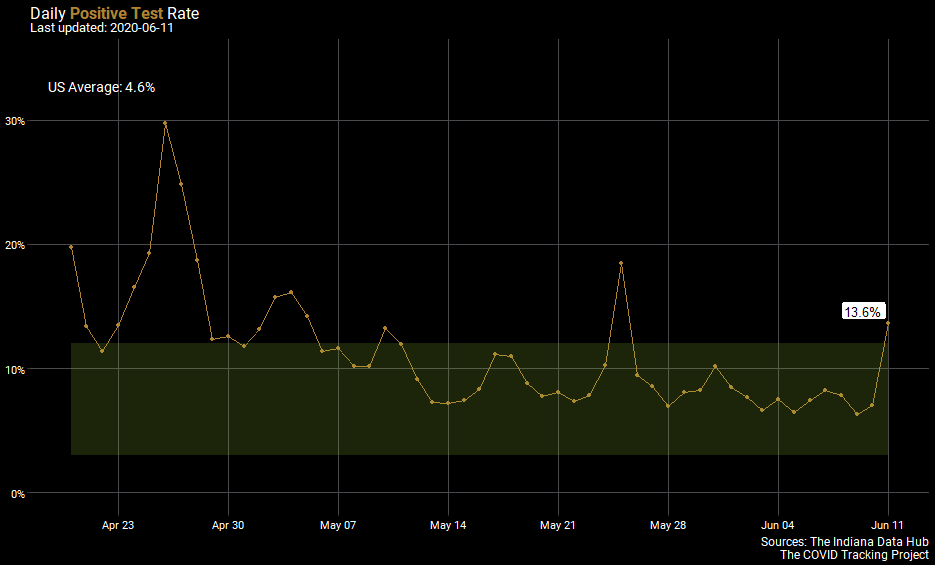 Daily Positive Test Rate
Last updated: 2020-06-11
US Average: 4.6%
30%
20%
13.6%
10%
0%
Apr 23
Apr 30
May 07
May 14
May 21
May 28
Jun 04
Jun 11
Sources: The Indiana Data Hub
The COVID Tracking Project